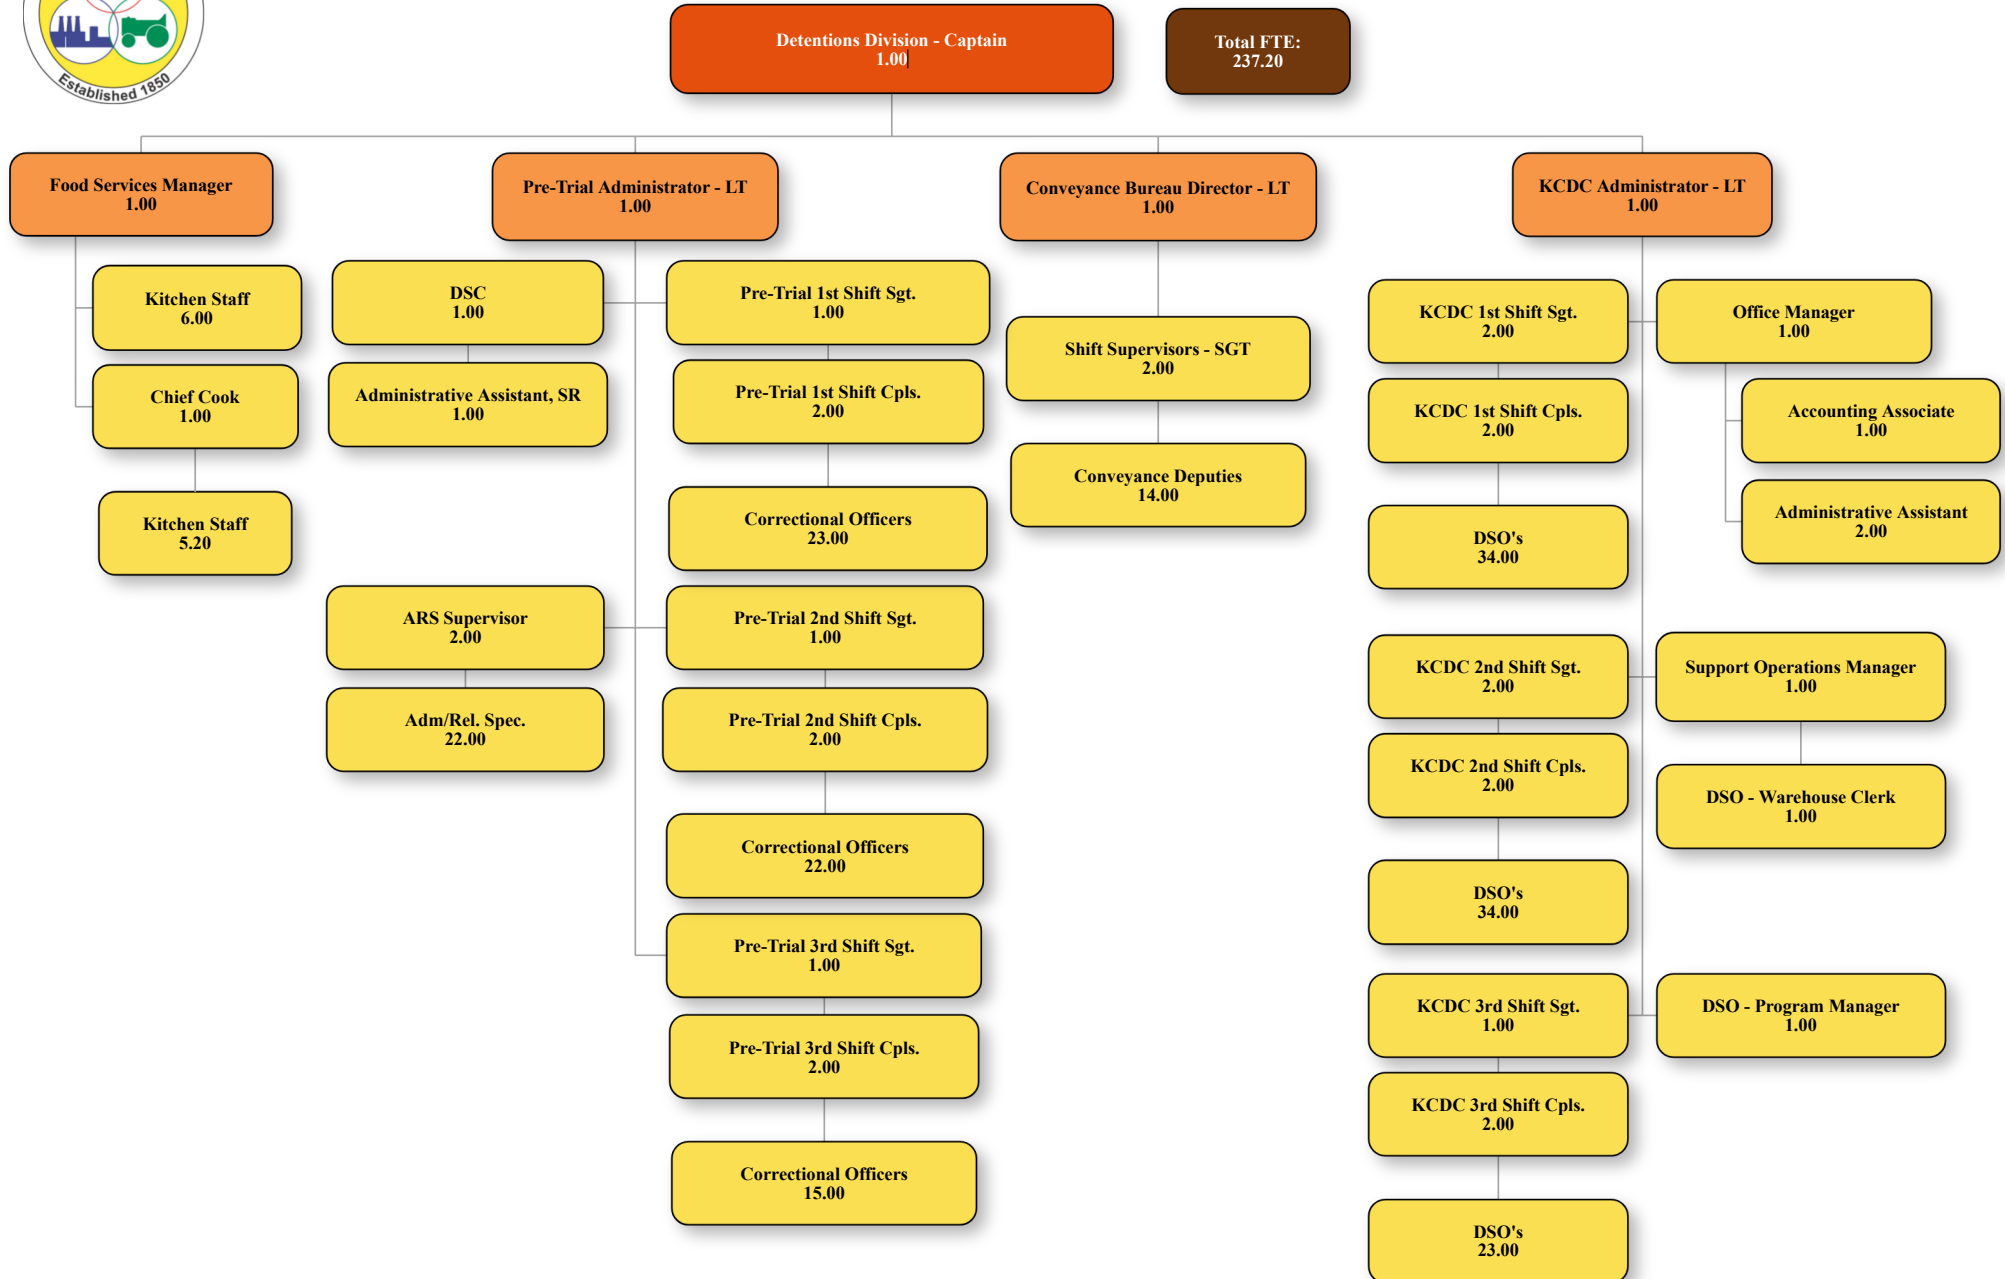 Established 1850
Detentions Division - Captain
1.00
Total FTE:
237.20
Food Services Manager
1.00
Pre-Trial Administrator - LT
1.00
Conveyance Bureau Director - LT
1.00
KCDC Administrator - LT
1.00
Kitchen Staff
6.00
Chief Cook
1.00
Kitchen Staff
5.20
DSC
1.00
Administrative Assistant, SR
1.00
ARS Supervisor
2.00
Adm/Rel. Spec.
22.00
Pre-Trial 1st Shift Sgt.
1.00
Pre-Trial 1st Shift Cpls.
2.00
Correctional Officers
23.00
Pre-Trial 2nd Shift Sgt.
1.00
Pre-Trial 2nd Shift Cpls.
2.00
Correctional Officers
22.00
Pre-Trial 3rd Shift Sgt.
1.00
Pre-Trial 3rd Shift Cpls.
2.00
Correctional Officers
15.00
Shift Supervisors - SGT
2.00
Conveyance Deputies
14.00
KCDC 1st Shift Sgt.
2.00
KCDC 1st Shift Cpls.
2.00
DSO's
34.00
KCDC 2nd Shift Sgt.
2.00
KCDC 2nd Shift Cpls.
2.00
DSO's
34.00
KCDC 3rd Shift Sgt.
1.00
KCDC 3rd Shift Cpls.
2.00
DSO's
23.00
Office Manager
1.00
Accounting Associate
1.00
Administrative Assistant
2.00
Support Operations Manager
1.00
DSO - Warehouse Clerk
1.00
DSO - Program Manager
1.00